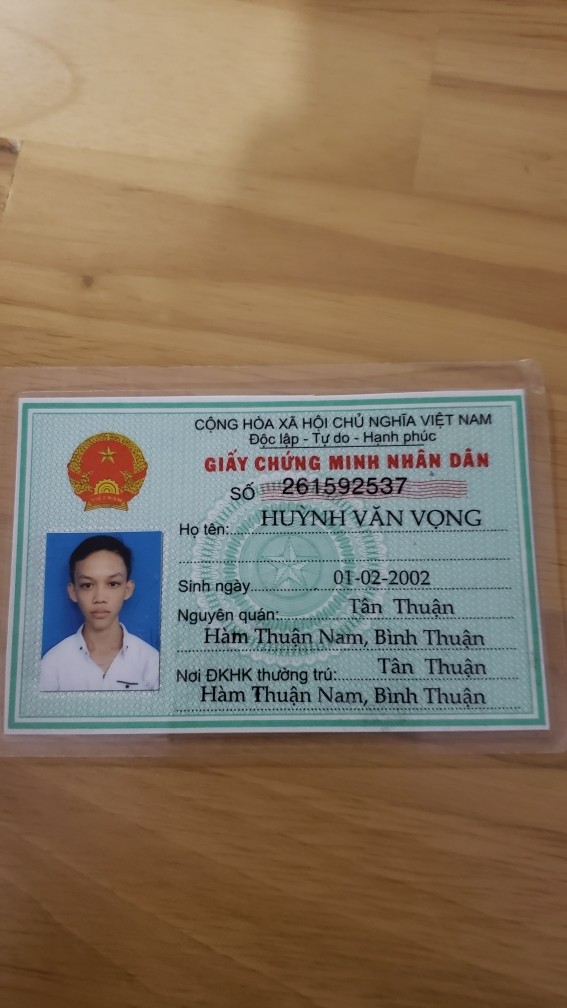 CỘNG HÒA XÃ HỘI CHỦ NGHĨA VIỆT NAM
Độc lập - Tự do - Hạnh phúc
GIẤY CHỨNG MINH NHÂN DÂN
SỐ 261592537
Họ tên: HUỲNH VĂN VỌNG
Sinh ngày 01-02-2002
Nguyên quán: Tân Thuận
Hàm Thuận Nam, Bình Thuận
Nơi ĐKHK thường trú: Tân Thuận
Hàm Thuận Nam, Bình Thuận
VIỆT NAM